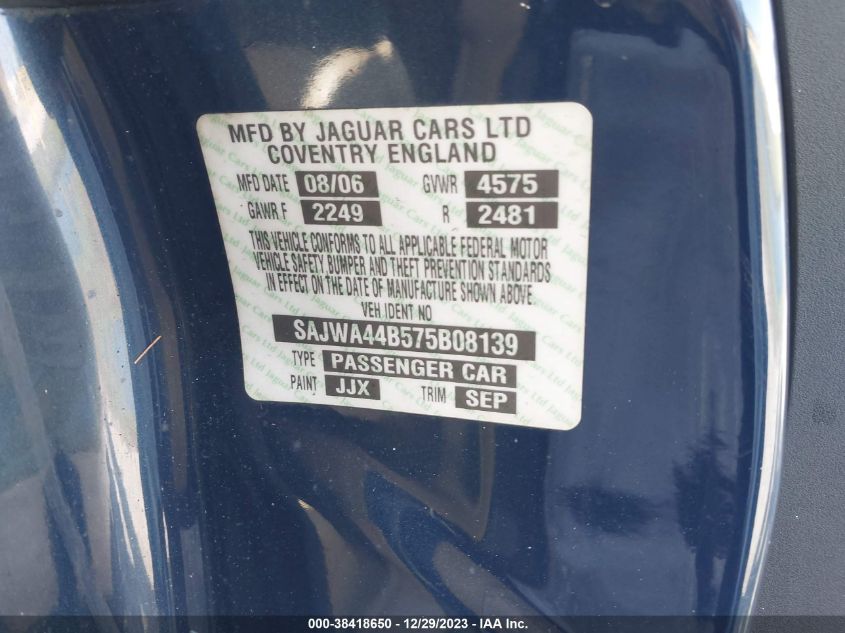 MFD BY JAGUAR CARS LTD
COVENTRY ENGLAND
MFD DATE 08/06 GVWR 4575
GAWR F 2249 R 2481
THIS VEHICLE CONFORMS TO ALL APPLICABLE FEDERAL MOTOR
VEHICLE SAFETY, BUMPER AND THEFT PREVENTION STANDARDS
IN EFFECT ON THE DATE OF MANUFACTURE SHOWN ABOVE.
VEH IDENT NO
SAJWA44B575B08139
TYPE PASSENGER CAR
PAINT JJX TRIM SEP
000-38418650 - 12/29/2023 - IAA Inc.